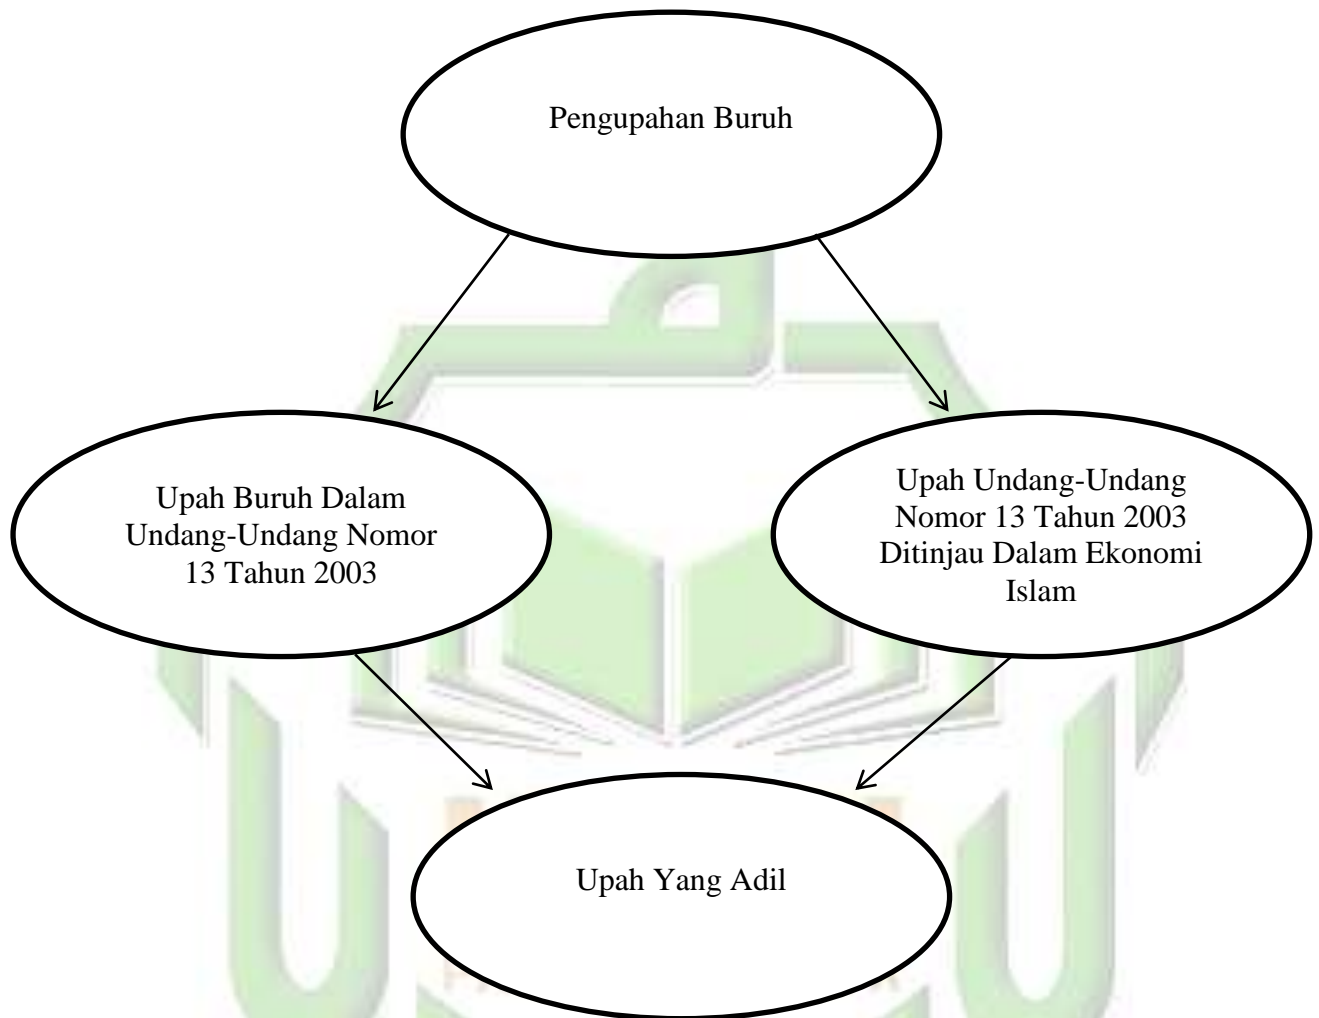 Pengupahan Buruh
Upah Buruh Dalam
Undang-Undang Nomor
13 Tahun 2003
Upah Undang-Undang
Nomor 13 Tahun 2003
Ditinjau Dalam Ekonomi
Islam
Upah Yang Adil